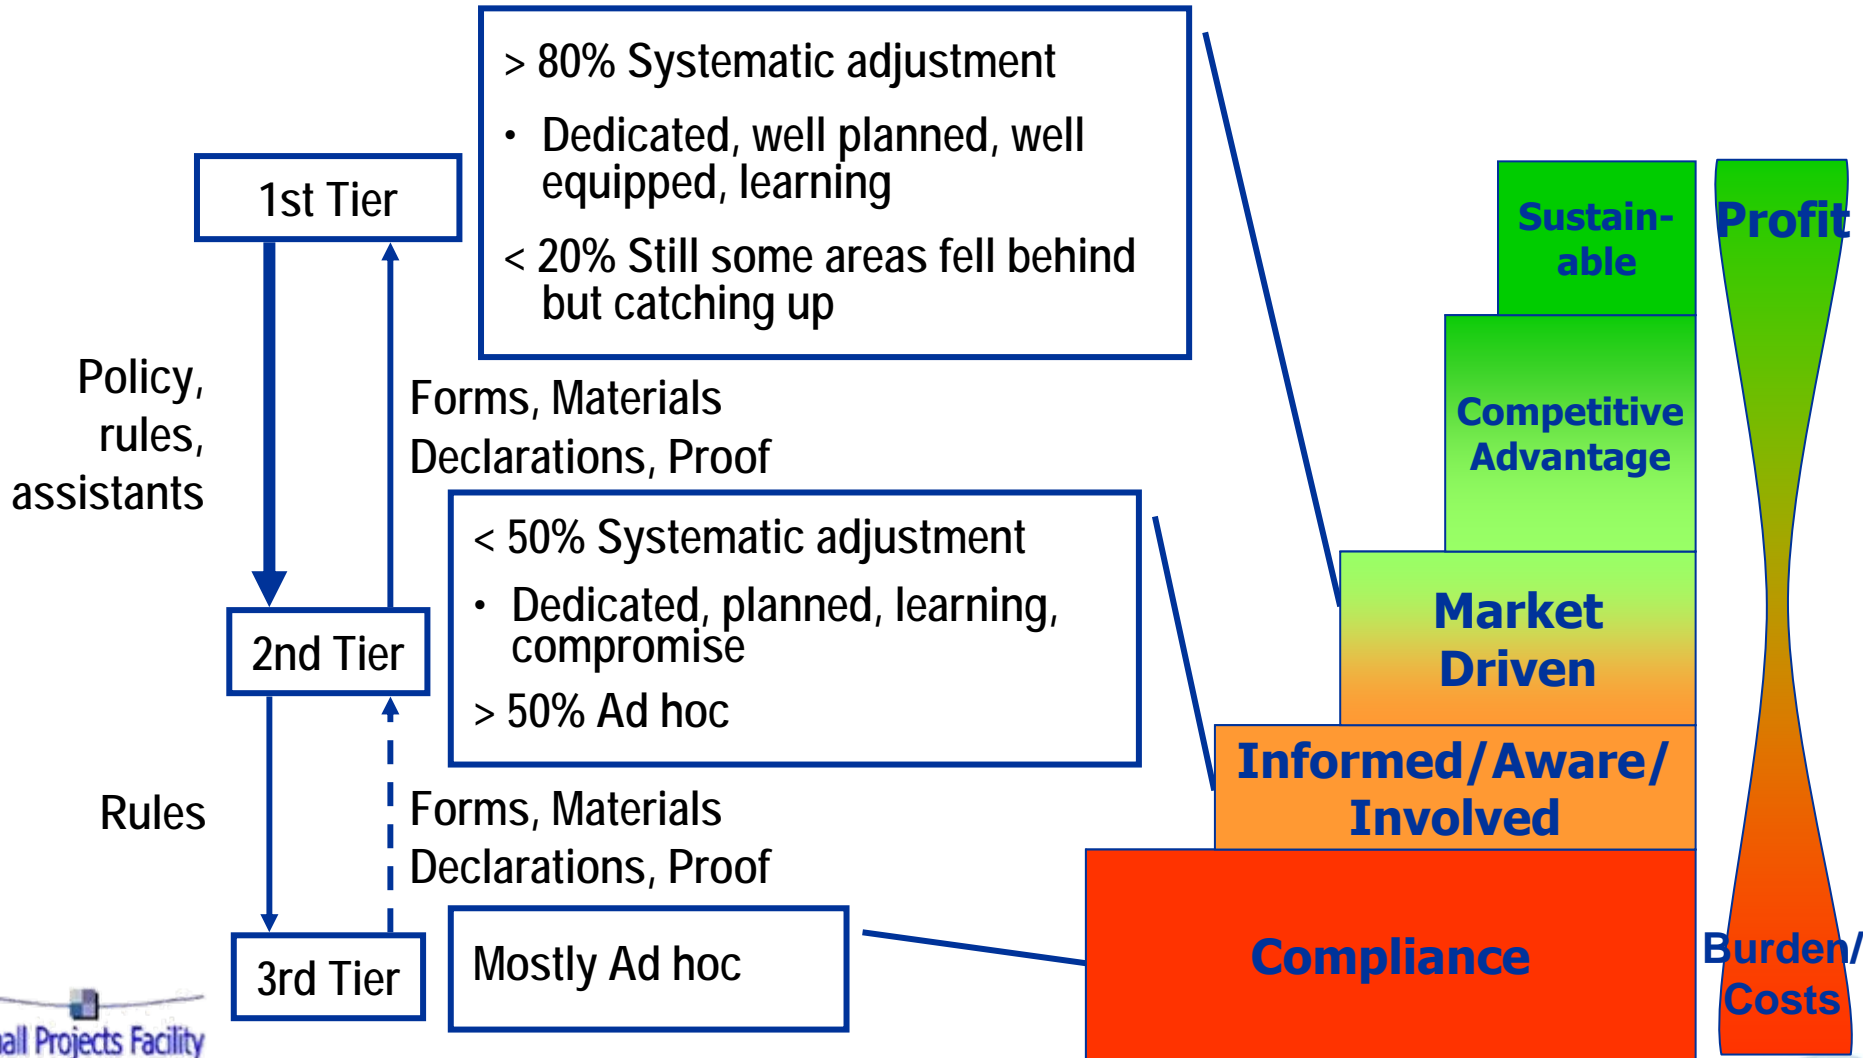 > 80% Systematic adjustment
• Dedicated, well planned, well
equipped, learning
< 20% Still some areas fell behind
but catching up
1st Tier
Policy,
rules,
assistants
Forms, Materials
Declarations, Proof
< 50% Systematic adjustment
• Dedicated, planned, learning,
compromise
> 50% Ad hoc
2nd Tier
Rules
Forms, Materials
Declarations, Proof
3rd Tier
Mostly Ad hoc
Sustain-
able
Competitive
Advantage
Market
Driven
Informed/Aware/
Involved
Compliance
Profit
Burden/
Costs
all Projects Facility